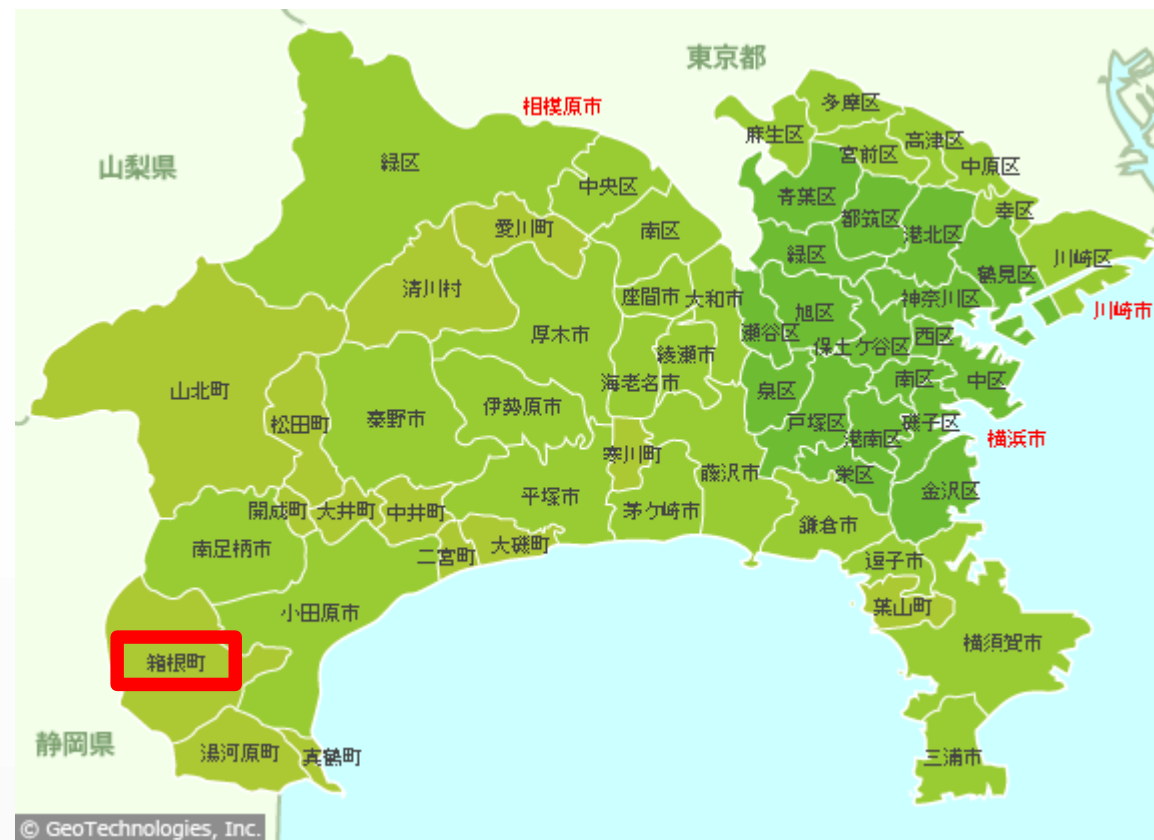 東京都
多摩区
相模原市
麻生区
高津区
宮前区
山梨県
緑区
中原区
中央区
青葉区
幸区
都筑区
愛川町
南区
港北区
緑区
川崎区
鶴見区
清川村
座間市
大和市
神奈川区
川崎市
旭区
厚木市
瀬谷区
西区
保土ケ谷区
綾瀬市
海老名市
南区
中区
山北町
泉区
伊勢原市
松田町
秦野市
戸塚区
磯子区
港南区
横浜市
寒川町
藤沢市
栄区
金沢区
平塚市
開成町
大井町
中井町
茅ケ崎市
鎌倉市
南足柄市
大磯町
二宮町
逗子市
小田原市
葉山町
横須賀市
箱根町
静岡県
湯河原町
真鶴町
三浦市
© GeoTechnologies, Inc.